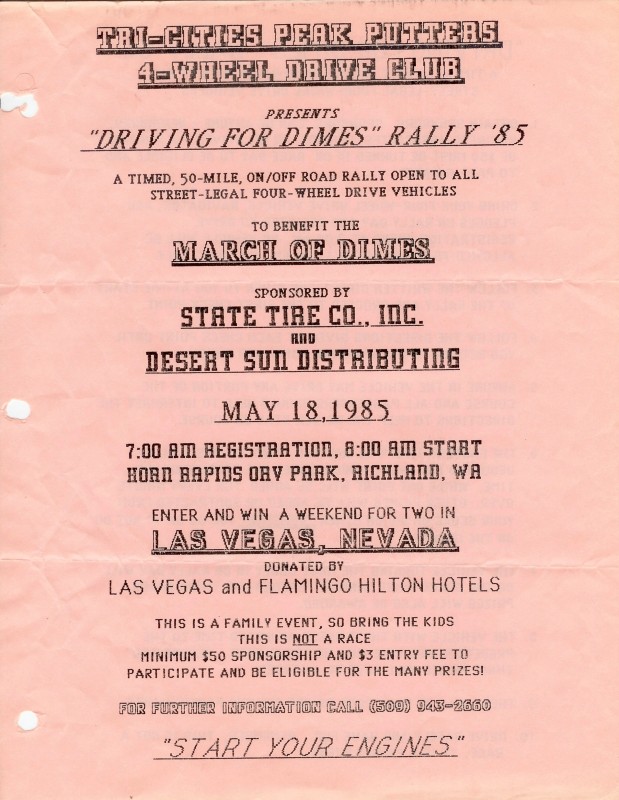 TRI-CITIES PEAK PUTTERS
4-WHEEL DRIVE CLUB
PRESENTS
"DRIVING FOR DIMES" RALLY '85
A TIMED, 50-MILE, ON/OFF ROAD RALLY OPEN TO ALL
STREET-LEGAL FOUR-WHEEL DRIVE VEHICLES
TO BENEFIT THE
MARCH OF DIMES
SPONSORED BY
STATE TIRE CO., INC.
AND
DESERT SUN DISTRIBUTING
MAY 18,1985
7:00 AM REGISTRATION, 8:00 AM START
HORN RAPIDS ORV PARK, RICHLAND, WA
ENTER AND WIN A WEEKEND FOR TWO IN
LAS VEGAS, NEVADA
DONATED BY
LAS VEGAS and FLAMINGO HILTON HOTELS
THIS IS A FAMILY EVENT, SO BRING THE KIDS
THIS IS NOT A RACE
MINIMUM $50 SPONSORSHIP AND $3 ENTRY FEE TO
PARTICIPATE AND BE ELIGIBLE FOR THE MANY PRIZES!
FOR FURTHER INFORMATION CALL (509) 943-2660
"START YOUR ENGINES"